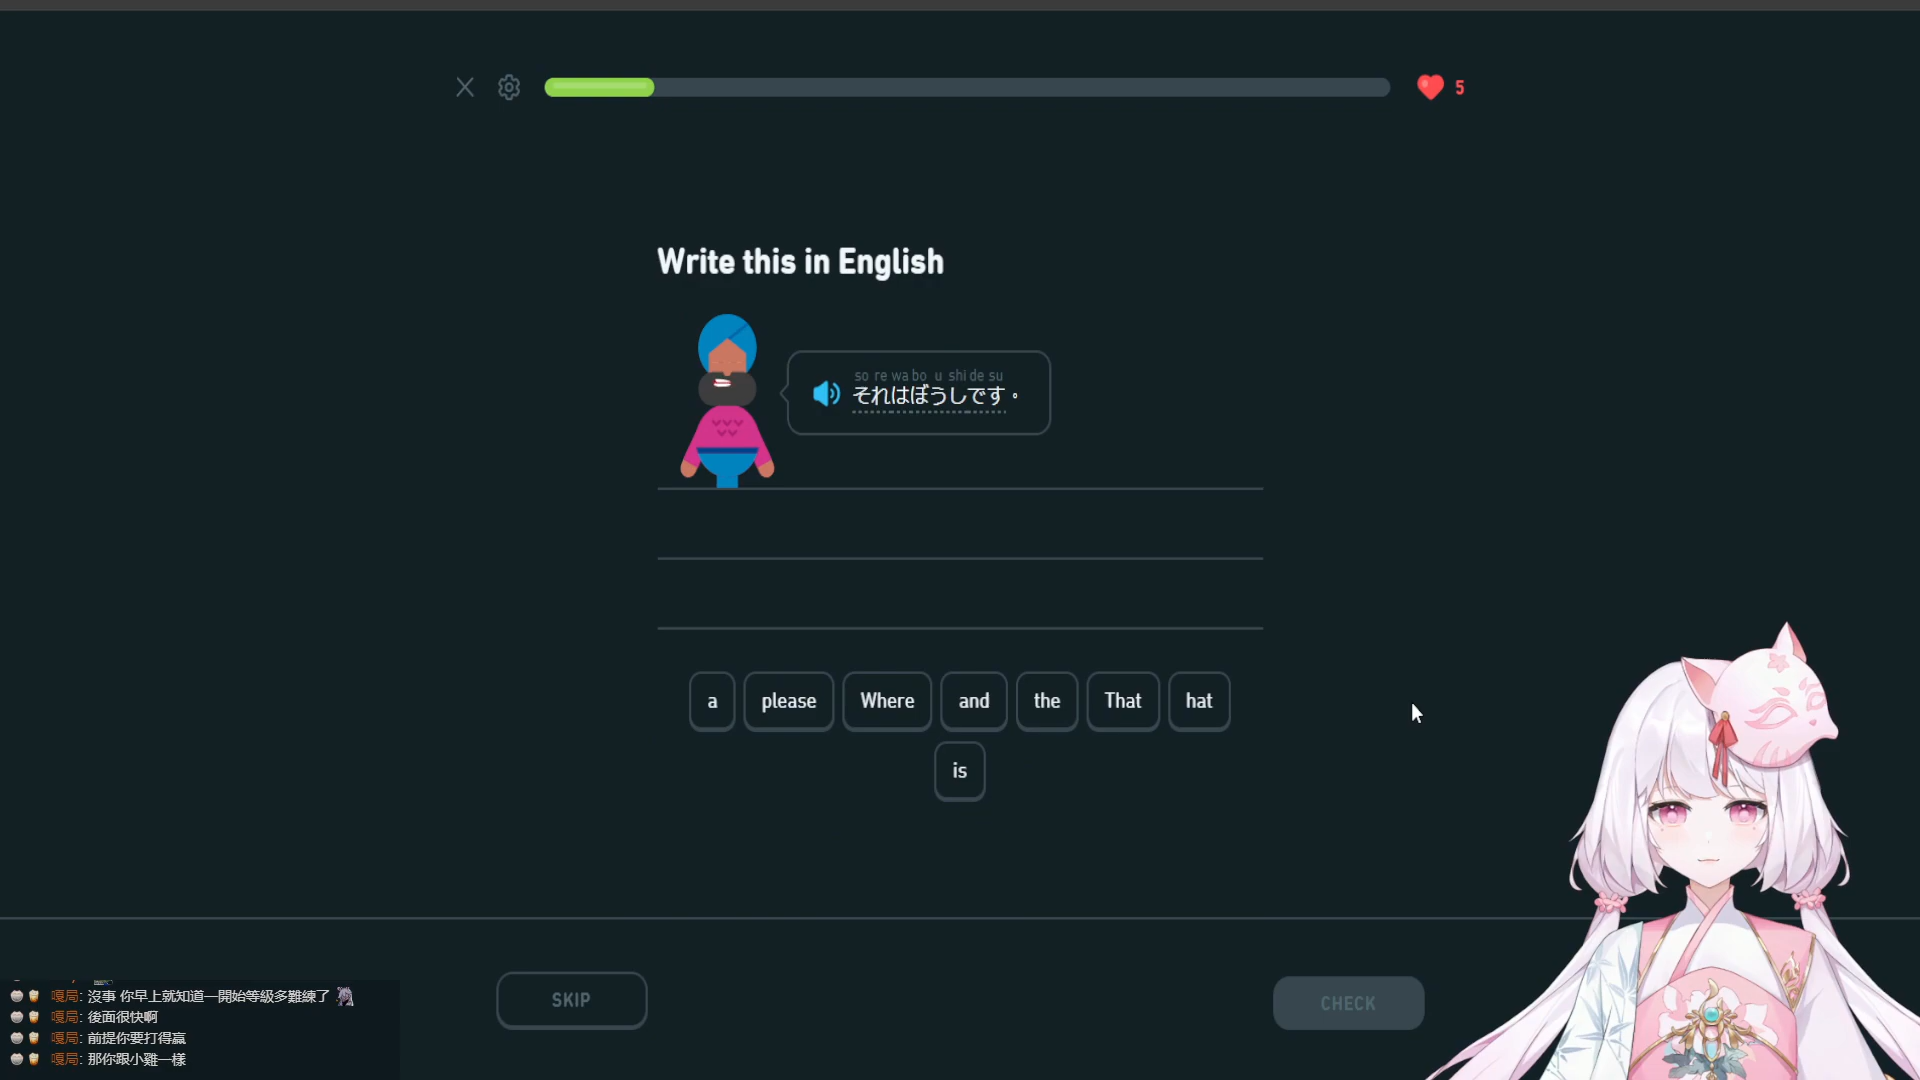 5
Write this in English
so re wa bo u shi de su
それはぼうしです。
a please Where and the That hat
is
SKIP
CHECK
嘎局: 沒事 你早上就知道一開始等級多難練了
嘎局: 後面很快啊
嘎局: 前提你要打得贏
嘎局: 那你跟小雞一樣